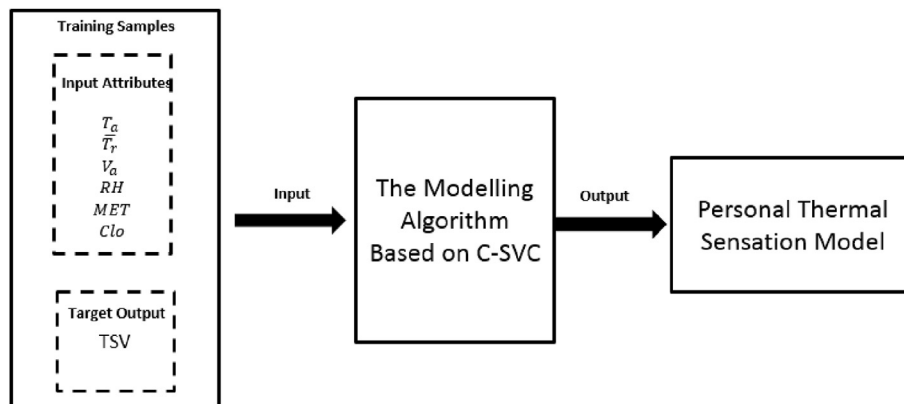 Training Samples
Input Attributes
T_a
T̅_r
V_a
RH
MET
Clo
Target Output
TSV
Input
The Modelling
Algorithm
Based on C-SVC
Output
Personal Thermal
Sensation Model